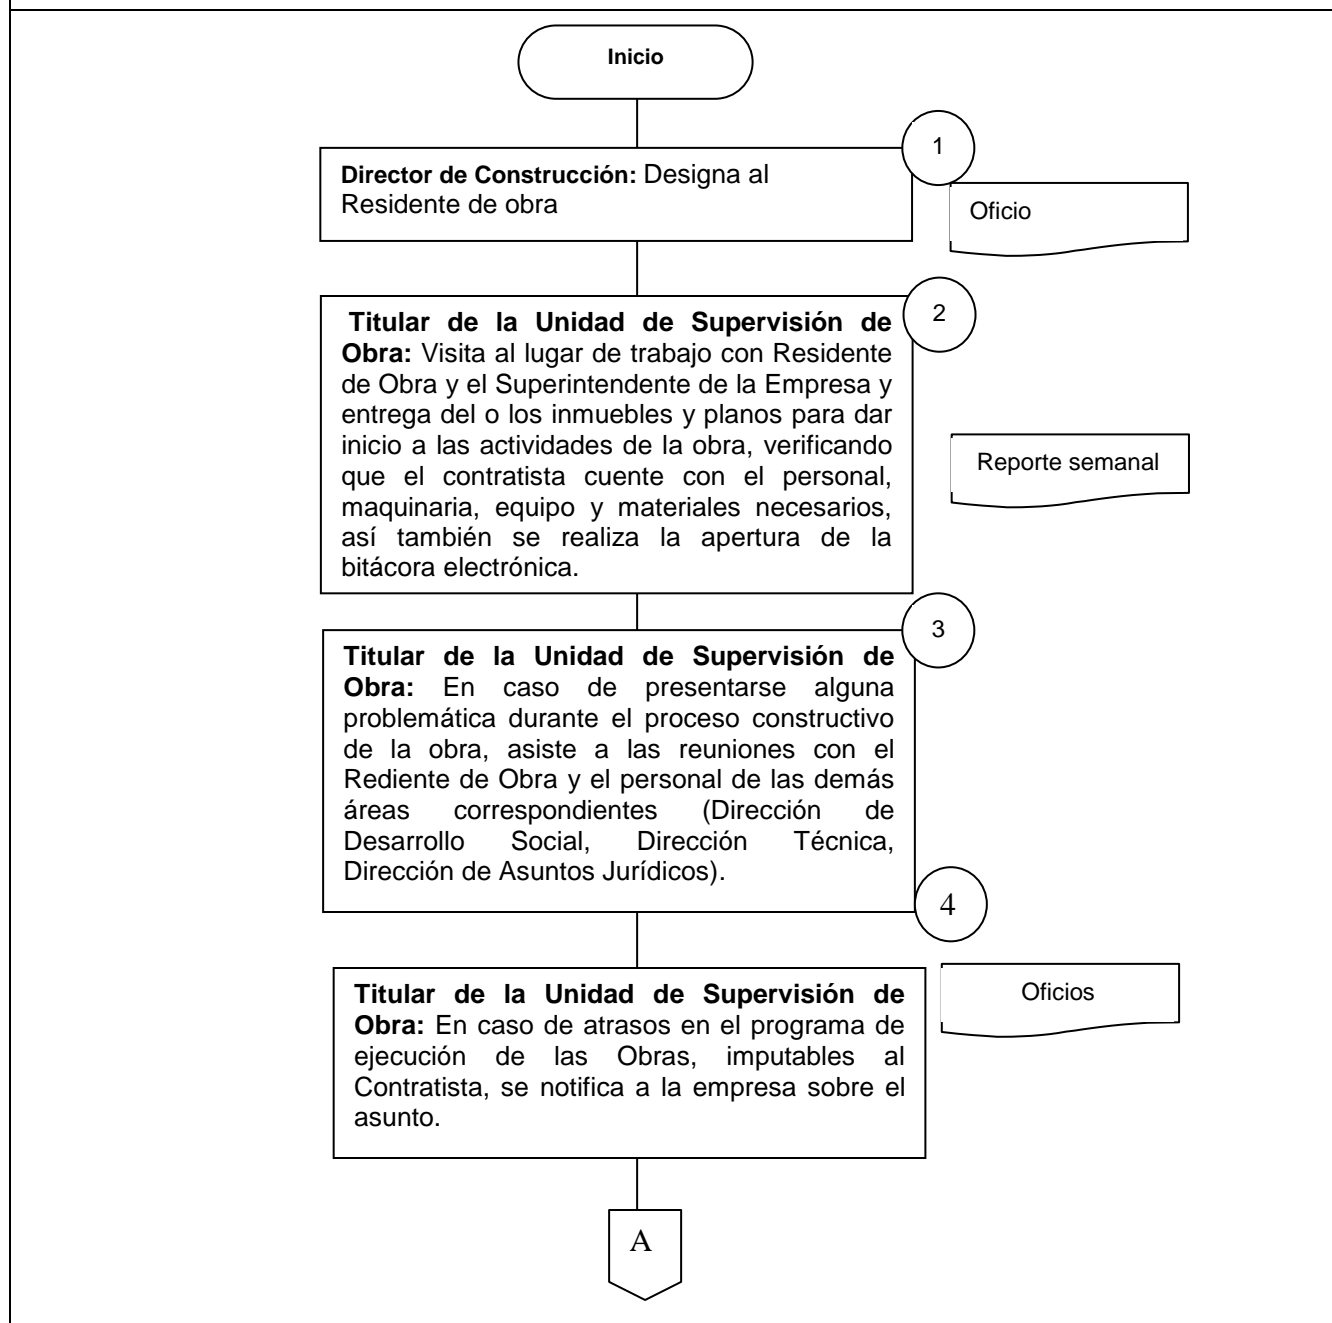 Inicio
1
Director de Construcción: Designa al
Residente de obra
Oficio
2
Titular de la Unidad de Supervisión de
Obra: Visita al lugar de trabajo con Residente
de Obra y el Superintendente de la Empresa y
entrega del o los inmuebles y planos para dar
inicio a las actividades de la obra, verificando
que el contratista cuente con el personal,
maquinaria, equipo y materiales necesarios,
así también se realiza la apertura de la
bitácora electrónica.
Reporte semanal
3
Titular de la Unidad de Supervisión de
Obra: En caso de presentarse alguna
problemática durante el proceso constructivo
de la obra, asiste a las reuniones con el
Rediente de Obra y el personal de las demás
áreas correspondientes (Dirección de
Desarrollo Social, Dirección Técnica,
Dirección de Asuntos Jurídicos).
4
Titular de la Unidad de Supervisión de
Obra: En caso de atrasos en el programa de
ejecución de las Obras, imputables al
Contratista, se notifica a la empresa sobre el
asunto.
Oficios
A